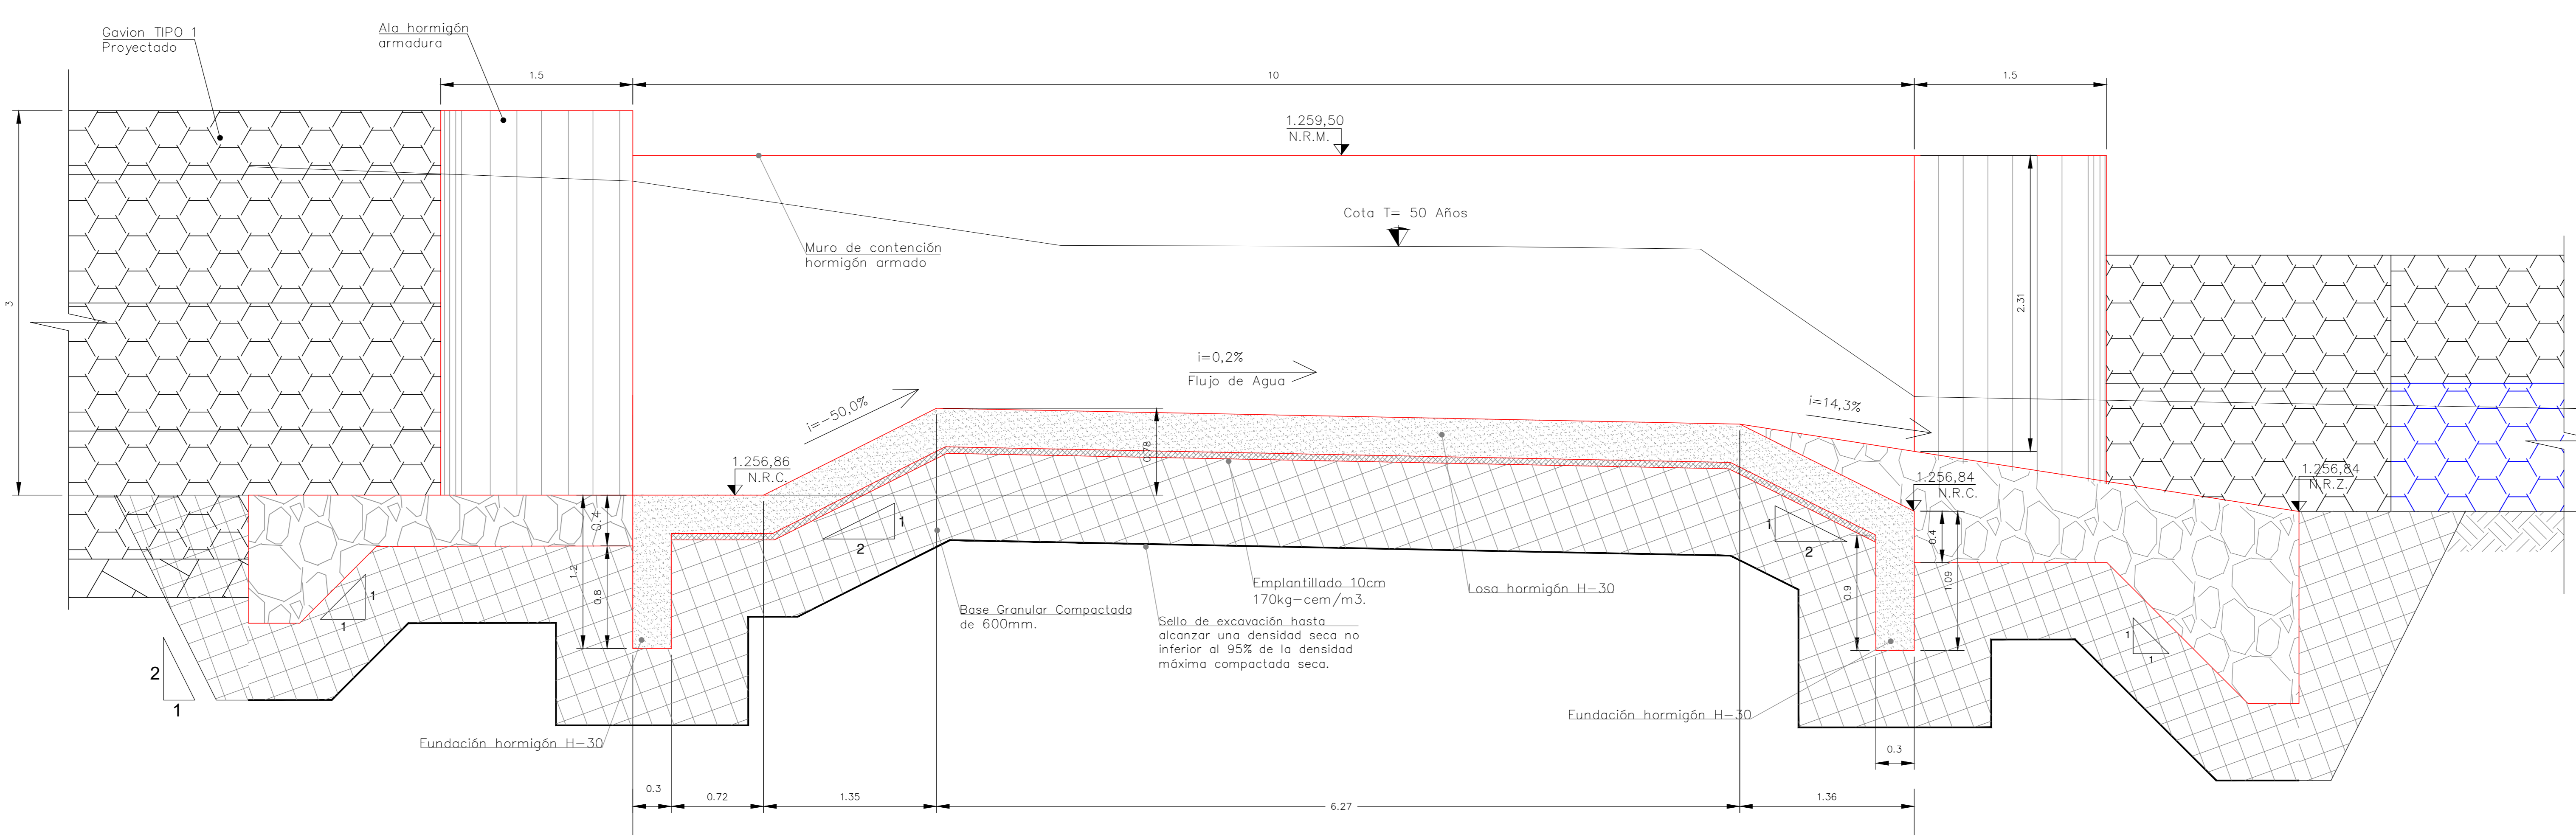 Gavion TIPO 1
Proyectado
Ala hormigón
armadura
1.5
10
1.5
1.259,50
N.R.M.
Cota T= 50 Años
Muro de contención
hormigón armado
3
2.31
i=0,2%
Flujo de Agua
i=-50,0%
i=14,3%
0.78
1.256,86
N.R.C.
1.256,84
N.R.C.
1.256,84
N.R.Z.
0.4
1.2
0.8
1
2
1
2
0.4
1.09
0.9
1
1
1
1
2
1
Base Granular Compactada
de 600mm.
Emplantillado 10cm
170kg-cem/m3.
Losa hormigón H-30
Sello de excavación hasta
alcanzar una densidad seca no
inferior al 95% de la densidad
máxima compactada seca.
Fundación hormigón H-30
Fundación hormigón H-30
0.3
0.3
0.72
1.35
6.27
1.36